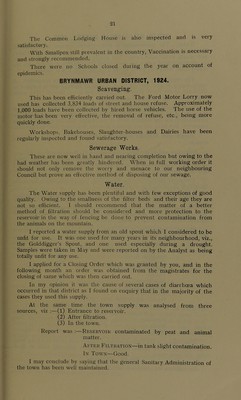 95
The Common Lodging House is also inspected and is very
satisfactory.
With Smallpox still prevalent in the country, Vaccination is necessary
and strongly recommended.
There were no Schools closed during the year on account of
epidemics.
BRYNMAWR URBAN DISTRICT, 1924.
Scavenging
This has been efficiently carried out. The Ford Motor Lorry now
used has collected 3,824 loads of street and house refuse. Approximately
1,000 loads have been collected by hired horse vehicles. The use of the
motor has been very effective, the removal of refuse, etc., being more
quickly done.
Workshops, Bakehouses, Slaughter-houses and Dairies have been
regularly inspected and found satisfactory.
Sewerage Works.
These are now well in hand and nearing completion but owing to the
bad weather has been greatly hindered. When in full working order it
should not only remove the worry and menace to our neighbouring
Council but prove an effective method of disposing of our sewage.
Water.
The Water supply has been plentiful and with few exceptions of good
quality. Owing to the smallness of the filter beds and their age they are
not so efficient. I should recommend that the matter of a better
method of filtration should be considered and more protection to the
reservoir in the way of fencing be done to prevent contamination from
the animals on the mountain.
I reported a water supply from an old spout which I considered to be
unfit for use. It was one used for many years in its neighbourhood, viz.,
the Golddigger's Spout, and one used especially during a drought.
Samples were taken in May and were reported on by the Analyst as being
totally unfit for any use.
I applied for a Closing Order which was granted by you, and in the
following month an order was obtained from the magistrates for the
closing of same which was then carried out.
In my opinion it was the cause of several cases of diarrhœa which
occurred in that district as I found on enquiry that in the majority of the
cases they used this supply.
At the same time the town supply was analysed from three
sources, viz :—(1) Entrance to reservoir.
(2) After filtration.
(3) In the town.
Report was :—RESERVOIR contaminated by peat and animal
matter.
AFTER FILTRATION—in tank slight contamination.
IN TOWN—Good.
I may conclude by saying that the general Sanitary Administration of
the town has been well maintained.